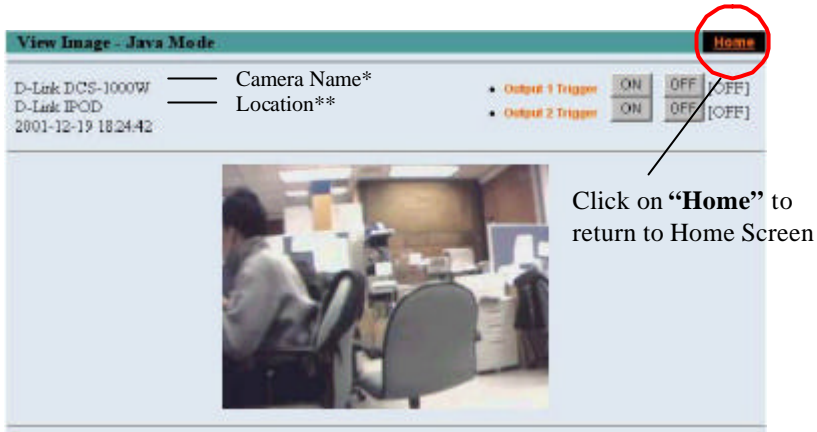 View Image - Java Mode
Home
D-Link DCS-1000W
Camera Name*
Output 1 Trigger ON OFF [OFF]
D-Link IPOD
Location**
Output 2 Trigger ON OFF [OFF]
2001-12-19 18:24:42
Click on “Home” to
return to Home Screen